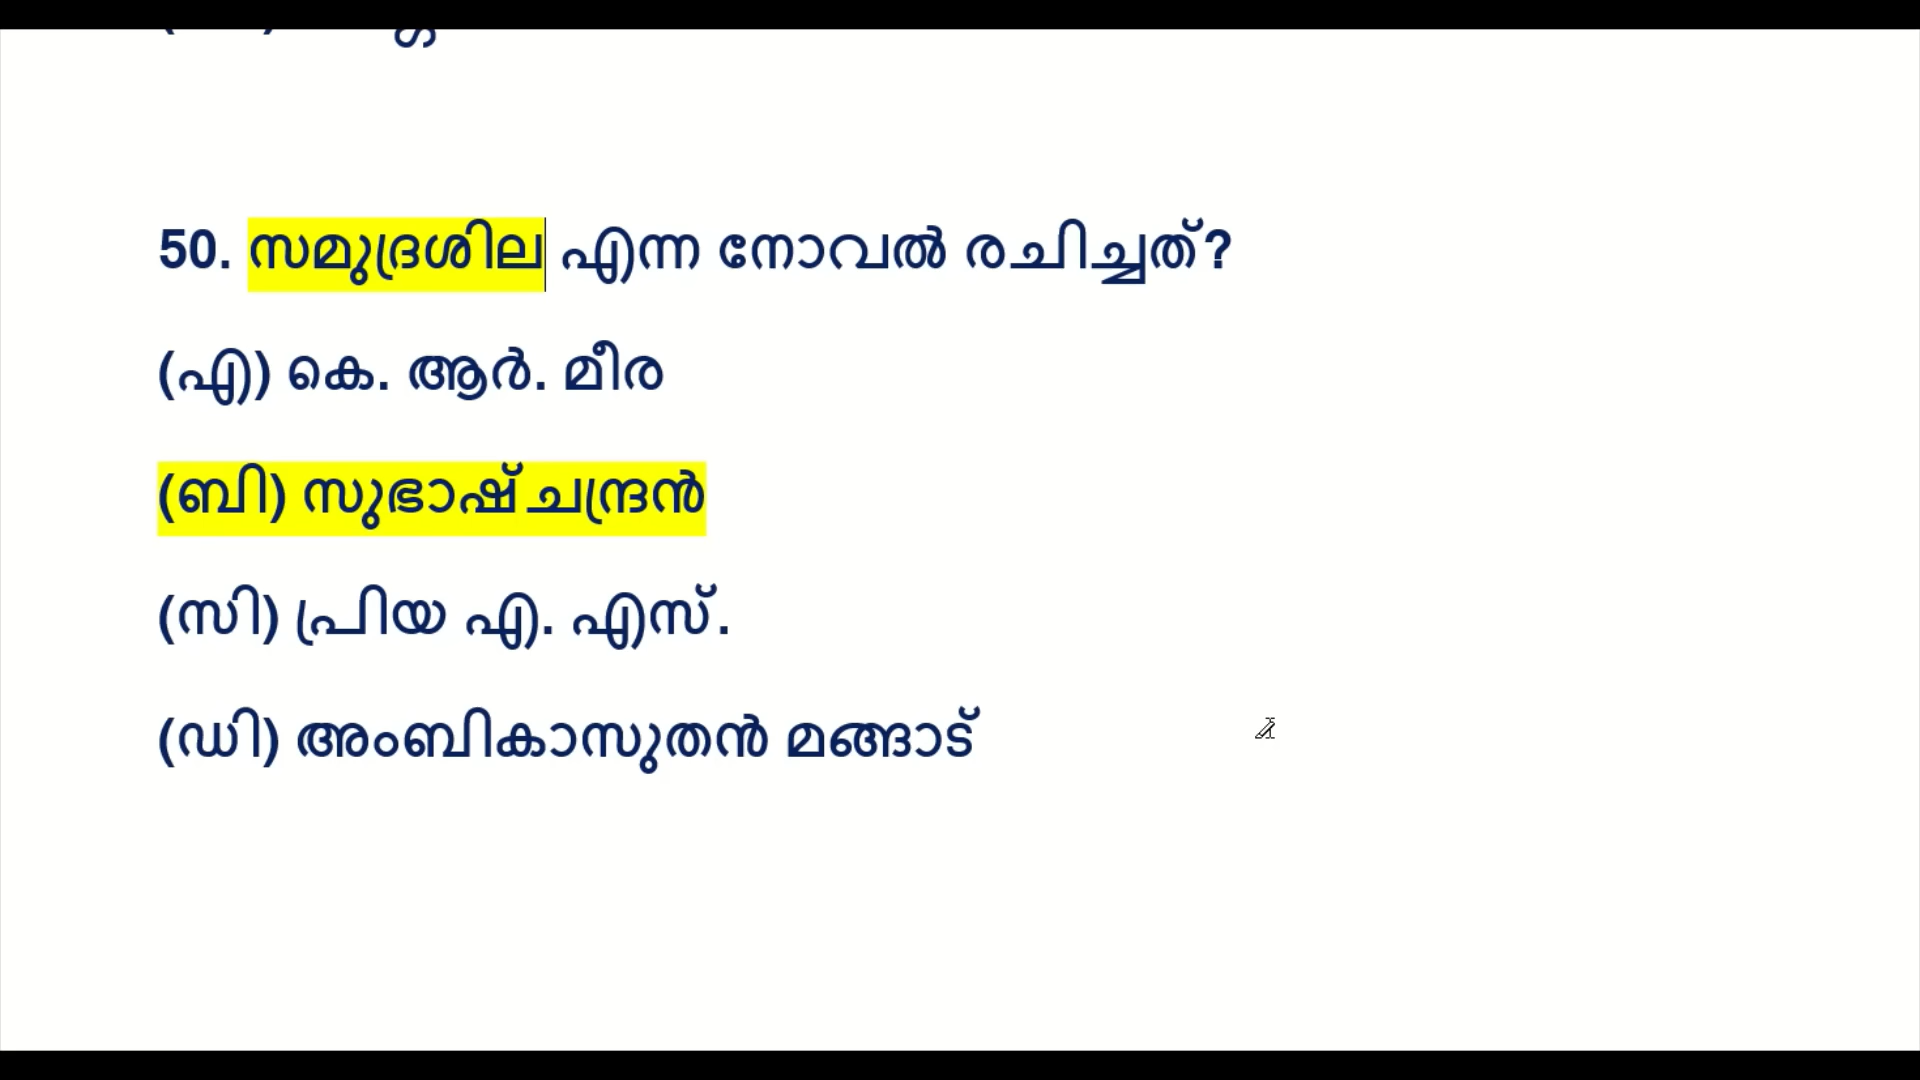 50. സമുദ്രശില എന്ന നോവൽ രചിച്ചത്?
(എ) കെ. ആർ. മീര
(ബി) സുഭാഷ് ചന്ദ്രൻ
(സി) പ്രിയ എ. എസ്.
(ഡി) അംബികാസുതൻ മങ്ങാട്